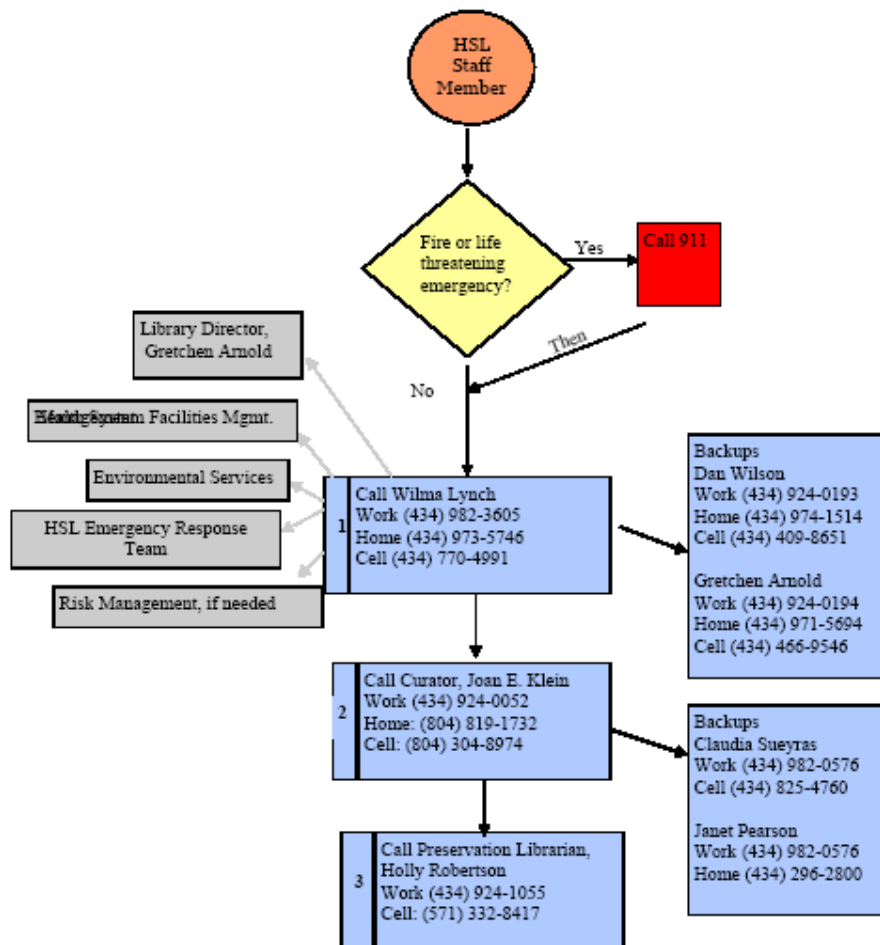 HSL
Staff
Member
Fire or life
threatening
emergency?
Yes
Call 911
Then
No
Library Director,
Gretchen Arnold
Facilities Mgmt.
Environmental Services
HSL Emergency Response
Team
Risk Management, if needed
1
Call Wilma Lynch
Work (434) 982-3605
Home (434) 973-5746
Cell (434) 770-4991
Backups
Dan Wilson
Work (434) 924-0193
Home (434) 974-1514
Cell (434) 409-8651
Gretchen Arnold
Work (434) 924-0194
Home (434) 971-5694
Cell (434) 466-9546
2
Call Curator, Joan E. Klein
Work (434) 924-0052
Home: (804) 819-1732
Cell: (804) 304-8974
Backups
Claudia Sueyras
Work (434) 982-0576
Cell (434) 825-4760
Janet Pearson
Work (434) 982-0576
Home (434) 296-2800
3
Call Preservation Librarian,
Holly Robertson
Work (434) 924-1055
Cell: (571) 332-8417